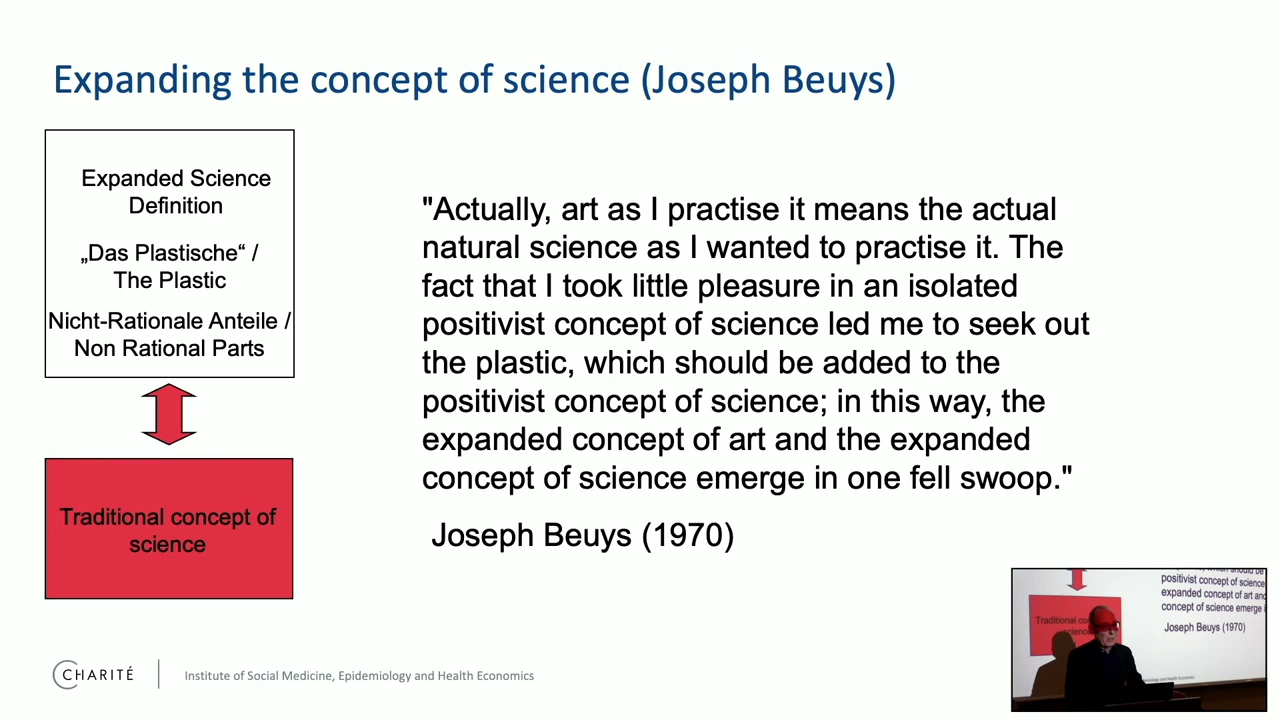 Expanding the concept of science (Joseph Beuys)
Expanded Science
Definition
„Das Plastische“ /
The Plastic
Nicht-Rationale Anteile /
Non Rational Parts
Traditional concept of
science
"Actually, art as I practise it means the actual
natural science as I wanted to practise it. The
fact that I took little pleasure in an isolated
positivist concept of science led me to seek out
the plastic, which should be added to the
positivist concept of science; in this way, the
expanded concept of art and the expanded
concept of science emerge in one fell swoop."
Joseph Beuys (1970)
CHARITÉ
Institute of Social Medicine, Epidemiology and Health Economics
positivist concept of science
expanded concept of art and
concept of science emerge
Joseph Beuys (1970)
Traditional